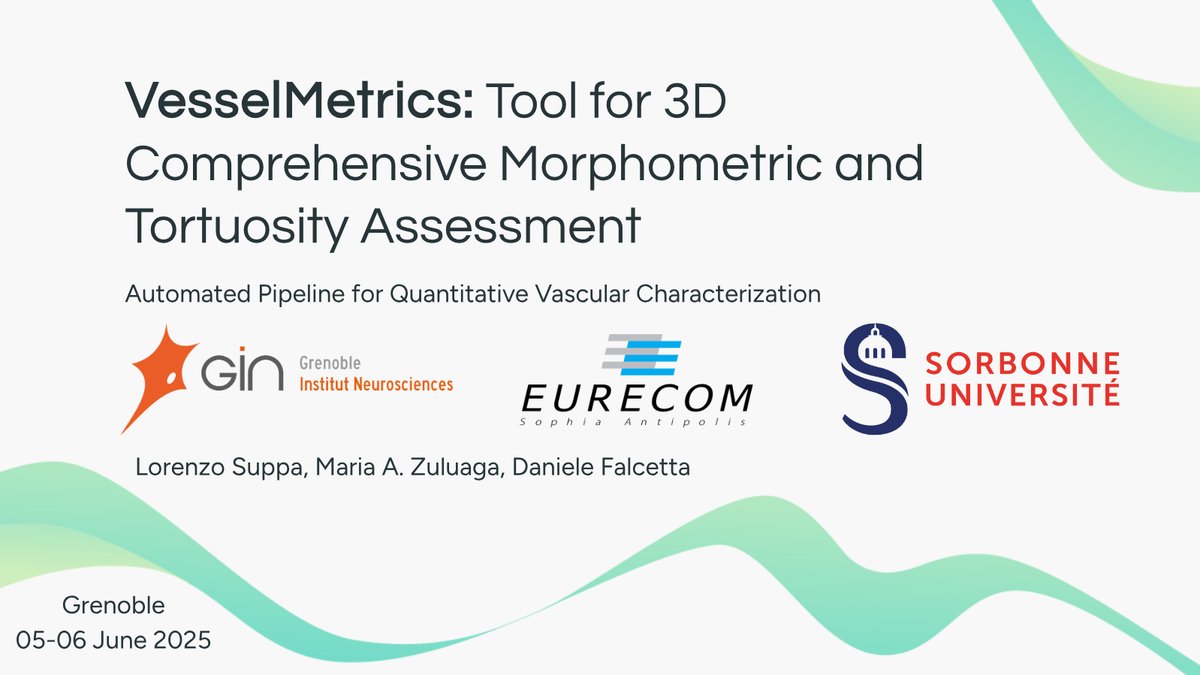 VesselMetrics: Tool for 3D
Comprehensive Morphometric and
Tortuosity Assessment
Automated Pipeline for Quantitative Vascular Characterization
Gin
Grenoble
Institut Neurosciences
EURECOM
Sophia Antipolis
SORBONNE
UNIVERSITÉ
Lorenzo Suppa, Maria A. Zuluaga, Daniele Falcetta
Grenoble
05-06 June 2025